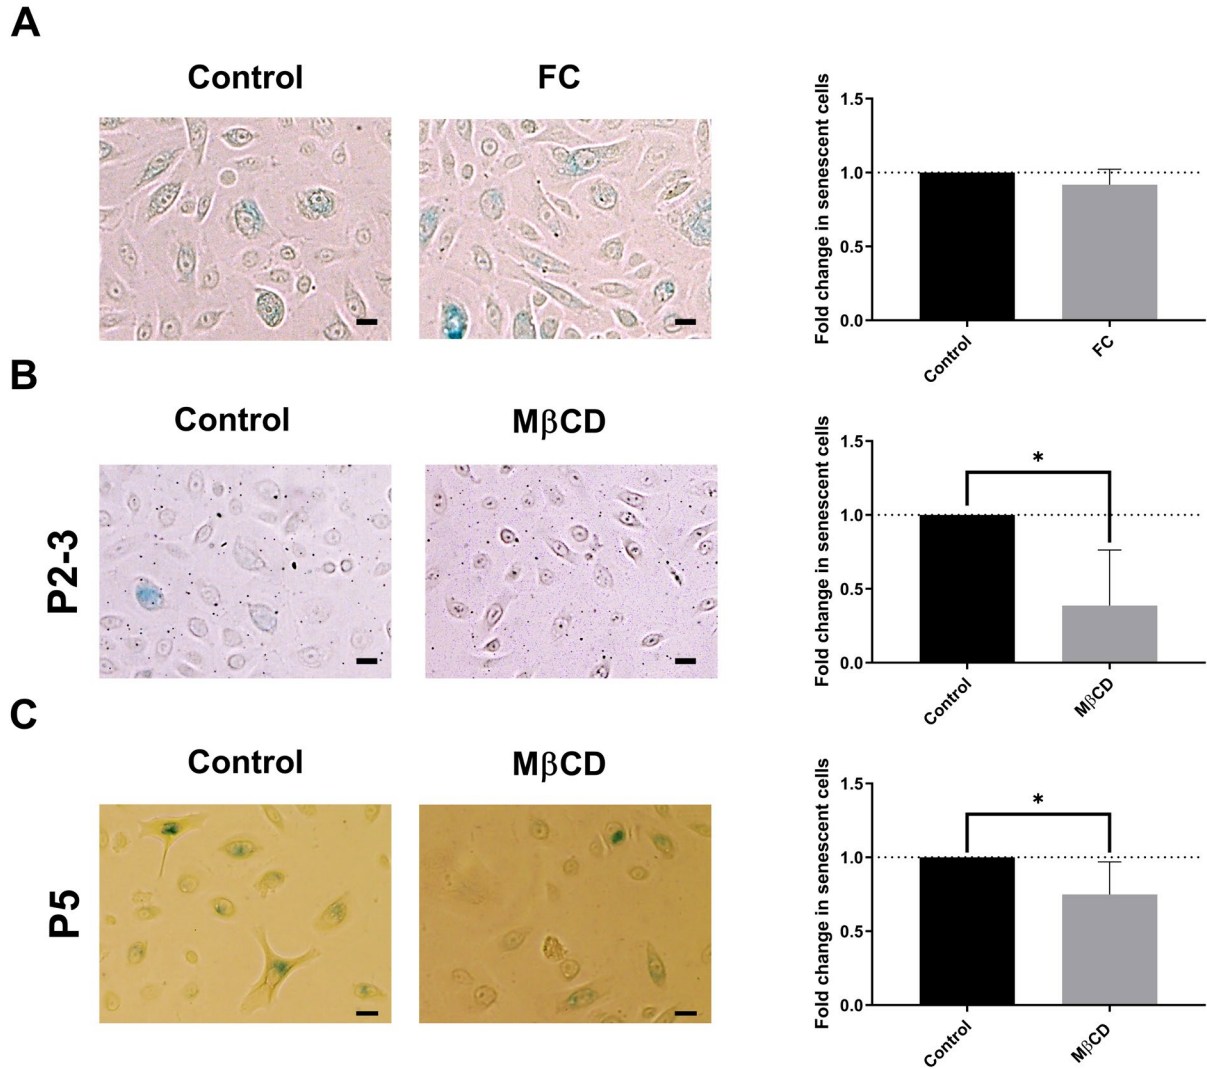 A
Control
FC
Fold change in senescent cells
1.5
1.0
0.5
0.0
Control
FC
B
Control
MβCD
P2-3
Fold change in senescent cells
1.5
1.0
0.5
0.0
*
Control
MβCD
C
Control
MβCD
P5
Fold change in senescent cells
1.5
1.0
0.5
0.0
*
Control
MβCD